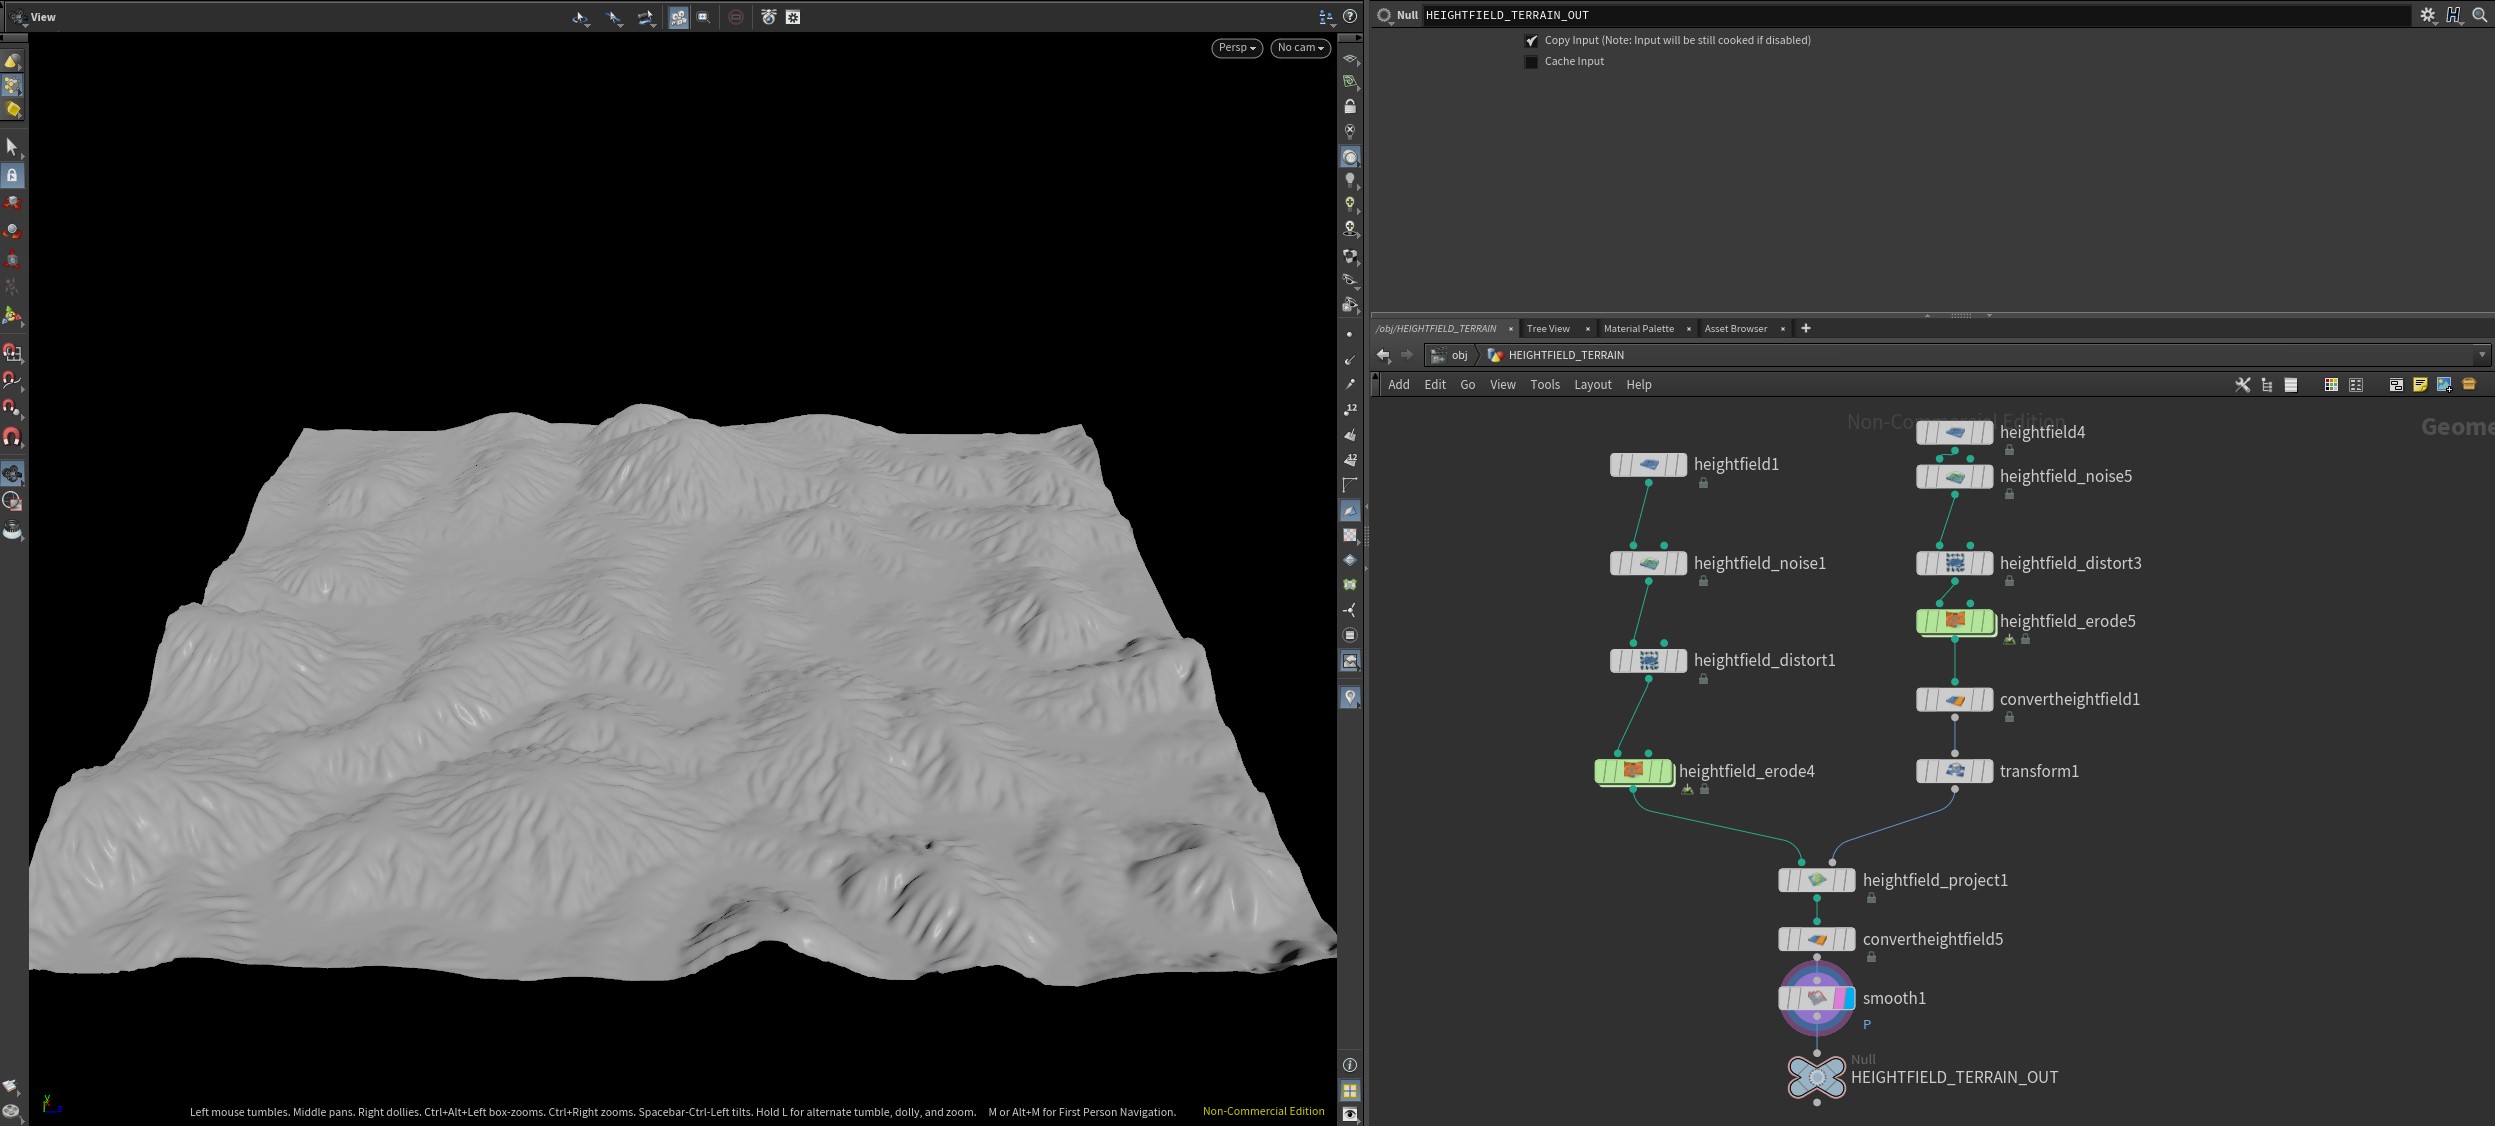 View
Persp
No cam
12
12
Left mouse tumbles. Middle pans. Right dollies. Ctrl+Alt+Left box-zooms. Ctrl+Right zooms. Spacebar-Ctrl-Left tilts. Hold L for alternate tumble, dolly, and zoom. M or Alt+M for First Person Navigation.
Non-Commercial Edition
Null HEIGHTFIELD_TERRAIN_OUT
Copy Input (Note: Input will be still cooked if disabled)
Cache Input
/obj/HEIGHTFIELD_TERRAIN × Tree View × Material Palette × Asset Browser × +
obj HEIGHTFIELD_TERRAIN
Add Edit Go View Tools Layout Help
Non-Commercial Edition
Geome
heightfield4
heightfield1
heightfield_noise5
heightfield_noise1
heightfield_distort3
heightfield_erode5
heightfield_distort1
convertheightfield1
heightfield_erode4
transform1
heightfield_project1
convertheightfield5
smooth1
P
Null
HEIGHTFIELD_TERRAIN_OUT